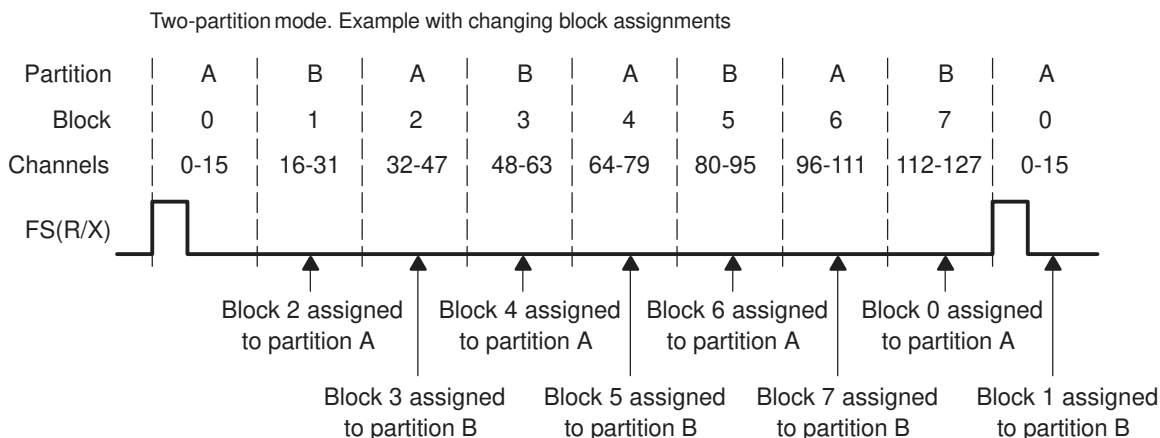 Two-partition mode. Example with changing block assignments
Partition A B A B A B A B A
Block 0 1 2 3 4 5 6 7 0
Channels 0-15 16-31 32-47 48-63 64-79 80-95 96-111 112-127 0-15
FS(R/X)
Block 2 assigned to partition A
Block 4 assigned to partition A
Block 6 assigned to partition A
Block 0 assigned to partition A
Block 3 assigned to partition B
Block 5 assigned to partition B
Block 7 assigned to partition B
Block 1 assigned to partition B